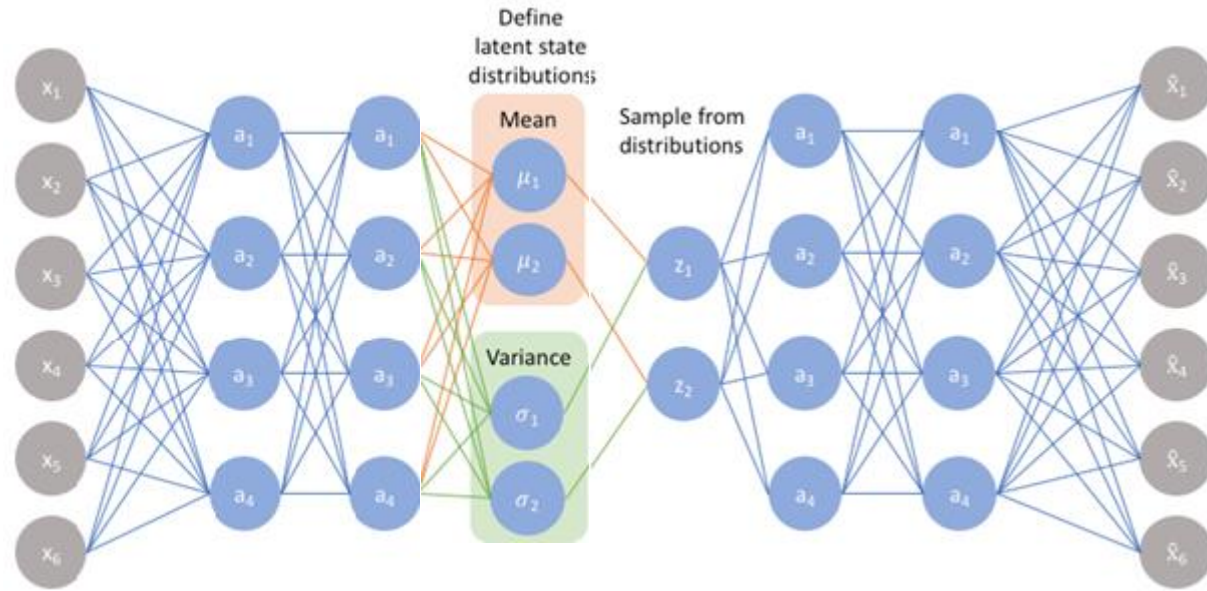 Define
latent state
distributions
Mean
μ₁
μ₂
Variance
σ₁
σ₂
Sample from
distributions
x₁
x₂
x₃
x₄
x₅
x₆
a₁
a₂
a₃
a₄
a₁
a₂
a₃
a₄
z₁
z₂
a₁
a₂
a₃
a₄
a₁
a₂
a₃
a₄
x̂₁
x̂₂
x̂₃
x̂₄
x̂₅
x̂₆